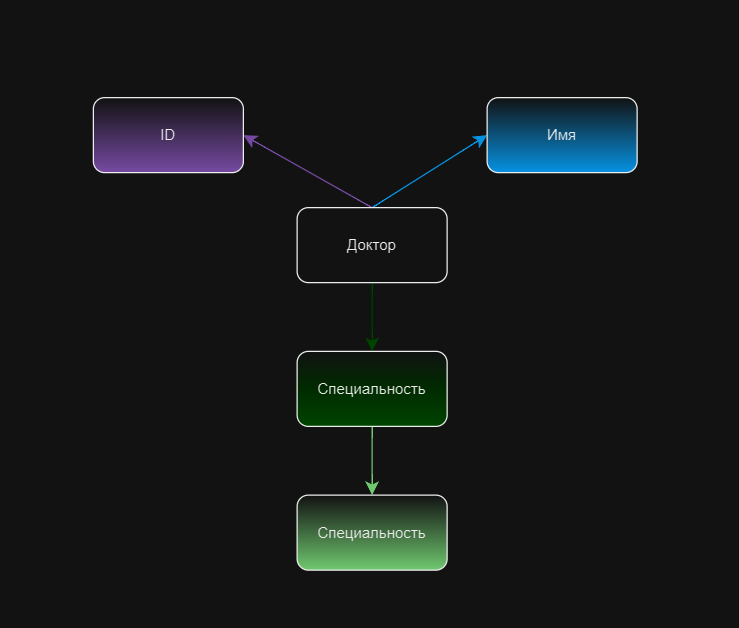 ID
Имя
Доктор
Специальность
Специальность